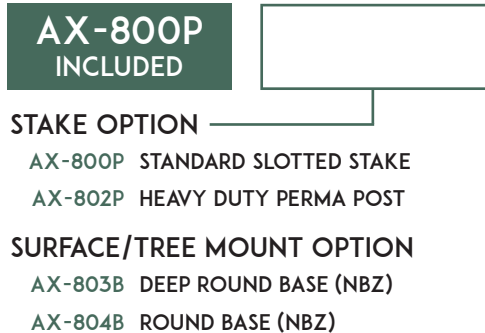 AX-800P
INCLUDED
STAKE OPTION
AX-800P STANDARD SLOTTED STAKE
AX-802P HEAVY DUTY PERMA POST
SURFACE/TREE MOUNT OPTION
AX-803B DEEP ROUND BASE (NBZ)
AX-804B ROUND BASE (NBZ)